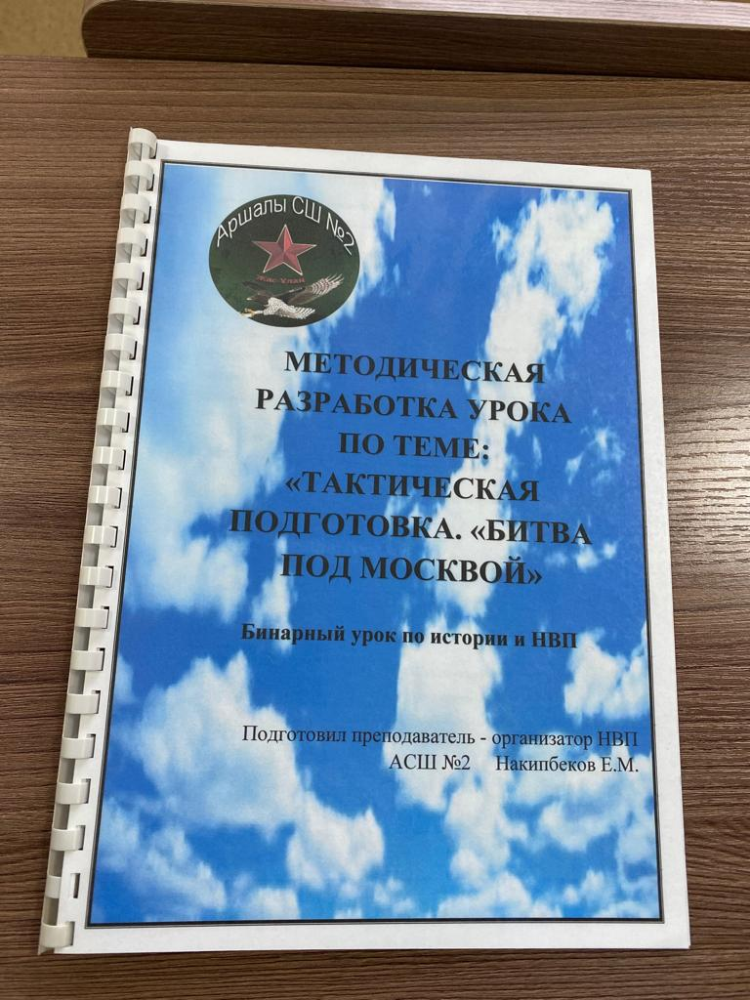 Аршалы СШ №2
Жас Ұлан
МЕТОДИЧЕСКАЯ
РАЗРАБОТКА УРОКА
ПО ТЕМЕ:
«ТАКТИЧЕСКАЯ
ПОДГОТОВКА. «БИТВА
ПОД МОСКВОЙ»
Бинарный урок по истории и НВП
Подготовил преподаватель - организатор НВП
АСШ №2 Накипбеков Е.М.